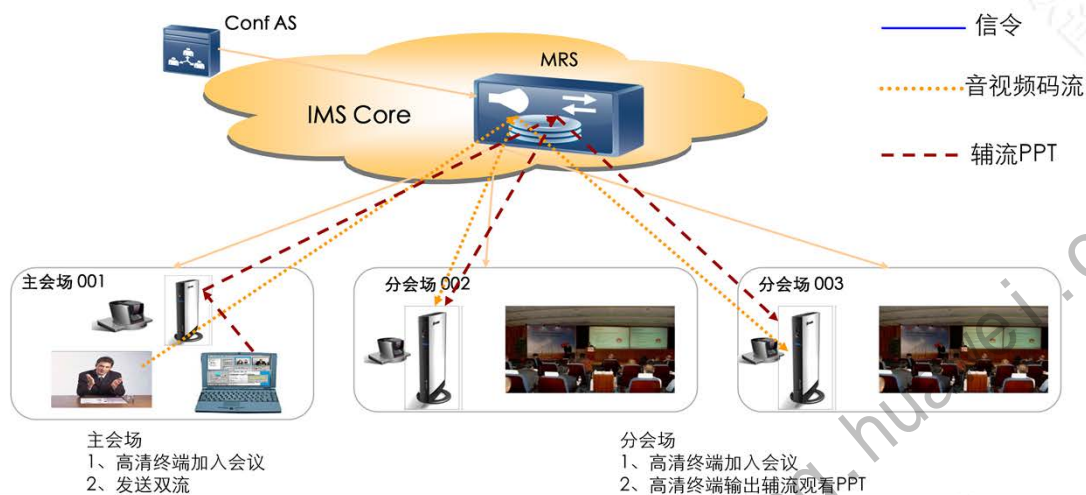 Conf AS
MRS
IMS Core
信令
音视频码流
辅流PPT
主会场 001
分会场 002
分会场 003
主会场
1、高清终端加入会议
2、发送双流
分会场
1、高清终端加入会议
2、高清终端输出辅流观看PPT